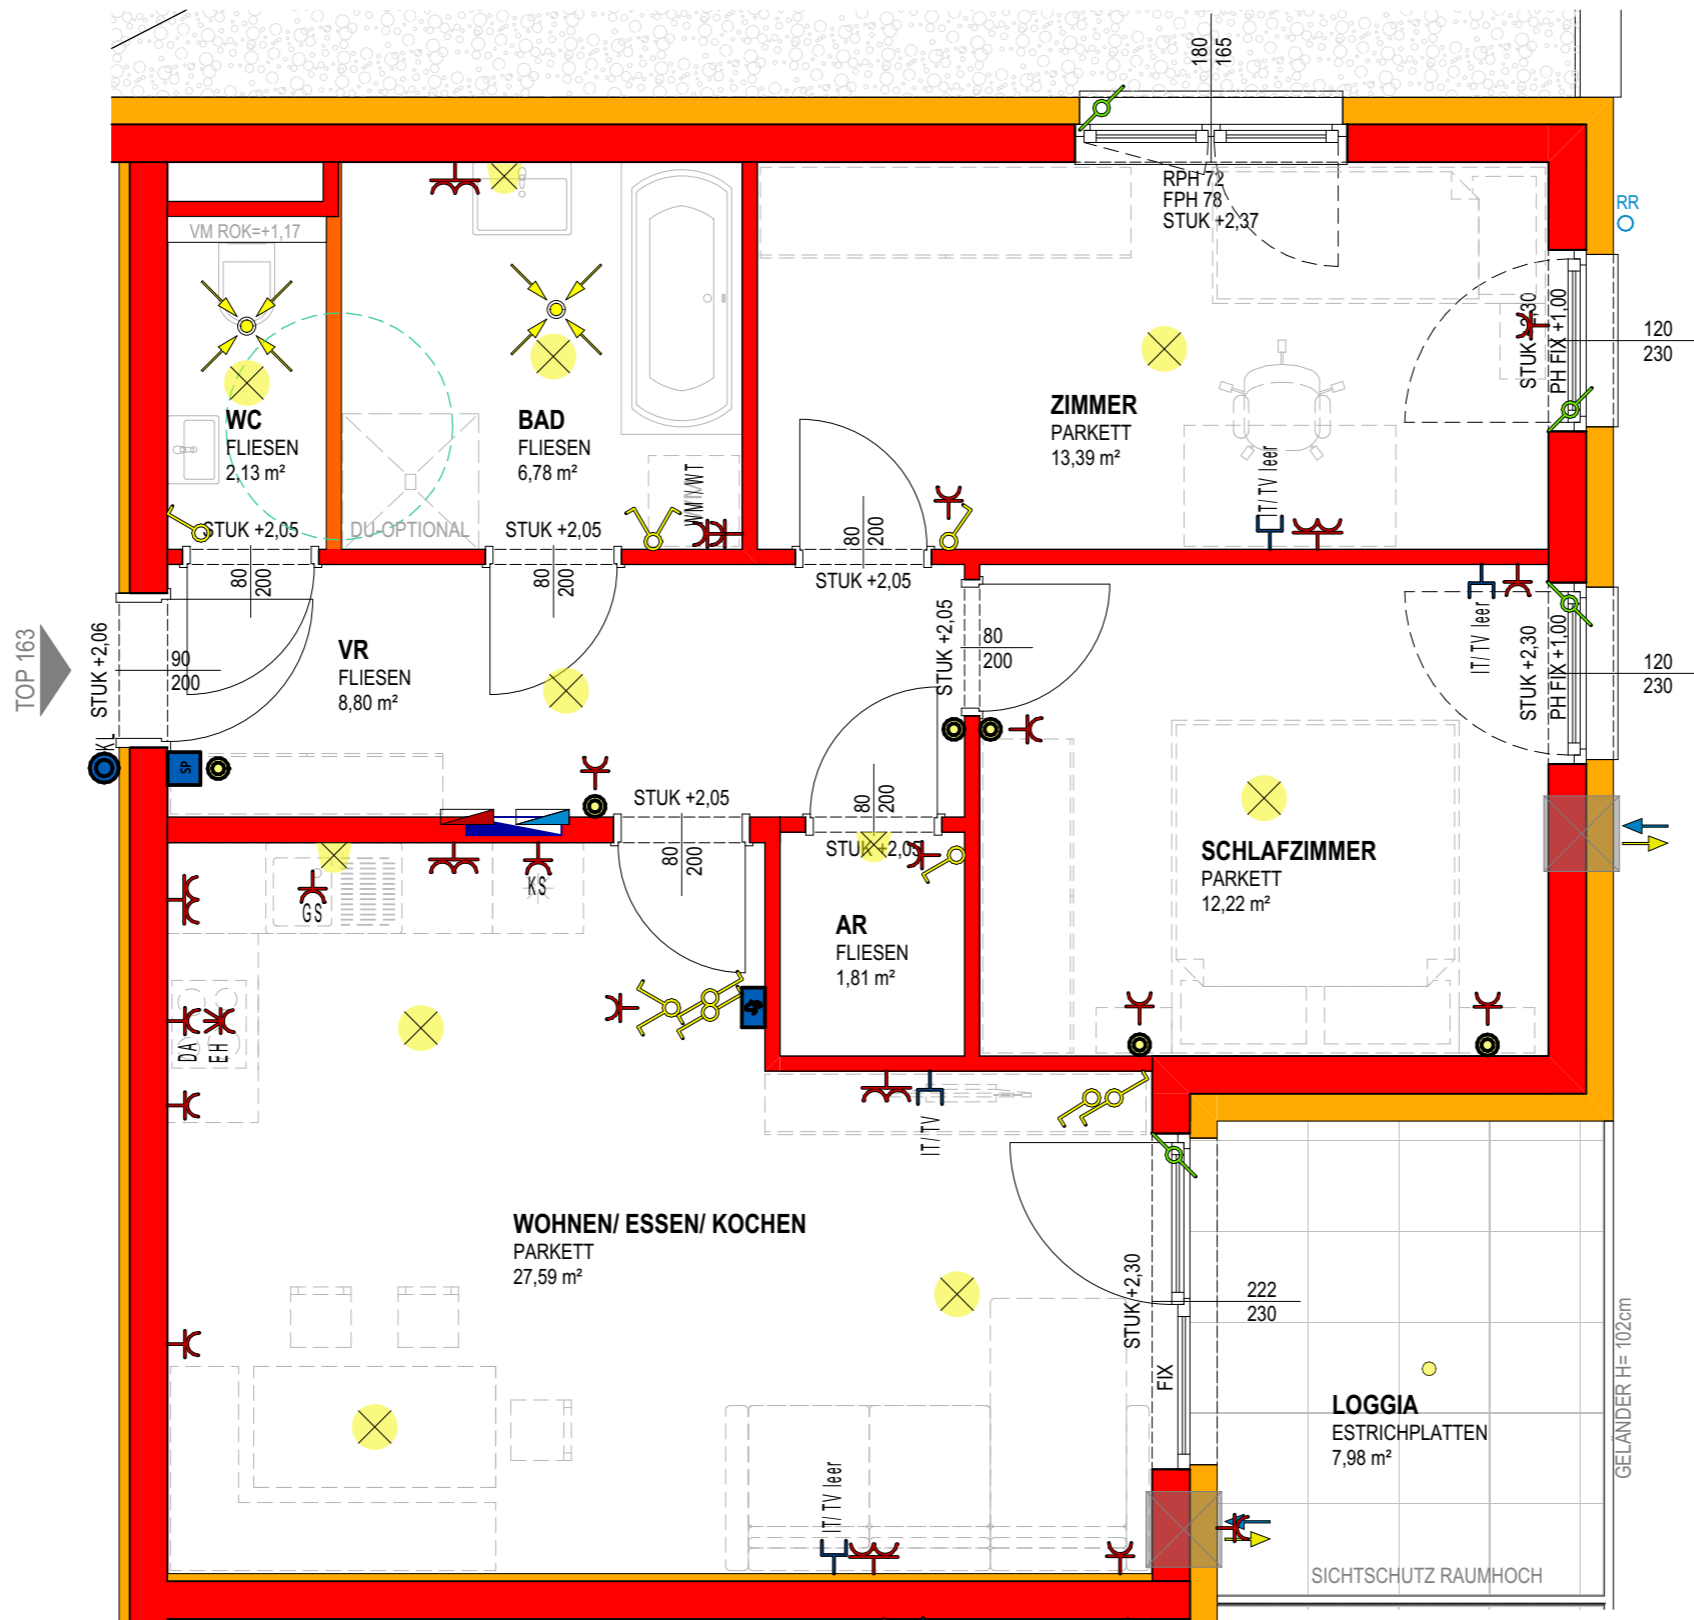 180
165
RPH 72
FPH 78
STUK +2,37
RR
VM ROK=+1,17
STUK +2,30
PH FIX +1,00
120
230
WC
FLIESEN
2,13 m²
BAD
FLIESEN
6,78 m²
ZIMMER
PARKETT
13,39 m²
IT/TV leer
WM/WT
STUK +2,05
DU-OPTIONAL
STUK +2,05
80
200
80
200
80
200
STUK +2,05
TOP 163
STUK +2,06
90
200
VR
FLIESEN
8,80 m²
STUK +2,05
80
200
IT/TV leer
STUK +2,30
PH FIX +1,00
120
230
KL
SP
STUK +2,05
80
200
80
200
STUK +2,05
SCHLAFZIMMER
PARKETT
12,22 m²
GS
KS
AR
FLIESEN
1,81 m²
DA
EH
IT/TV
WOHNEN/ ESSEN/ KOCHEN
PARKETT
27,59 m²
STUK +2,30
222
230
FIX
LOGGIA
ESTRICHPLATTEN
7,98 m²
GELÄNDER H= 102cm
IT/TV leer
SICHTSCHUTZ RAUMHOCH